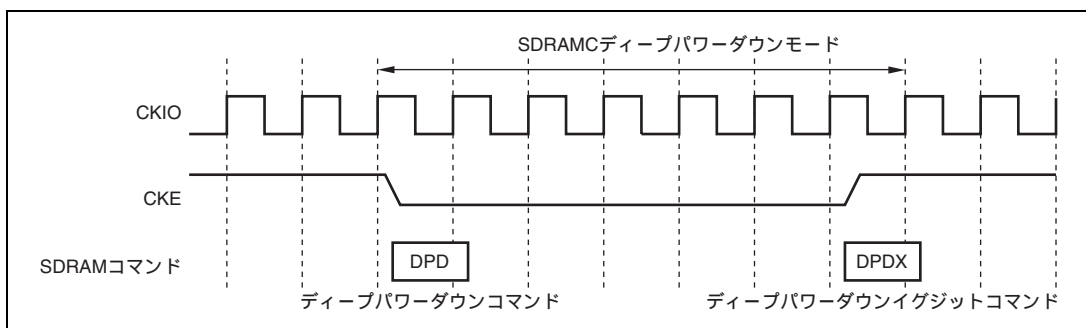 SDRAMCディープパワーダウンモード
CKIO
CKE
SDRAMコマンド
DPD
DPDX
ディープパワーダウンコマンド
ディープパワーダウンイグジットコマンド